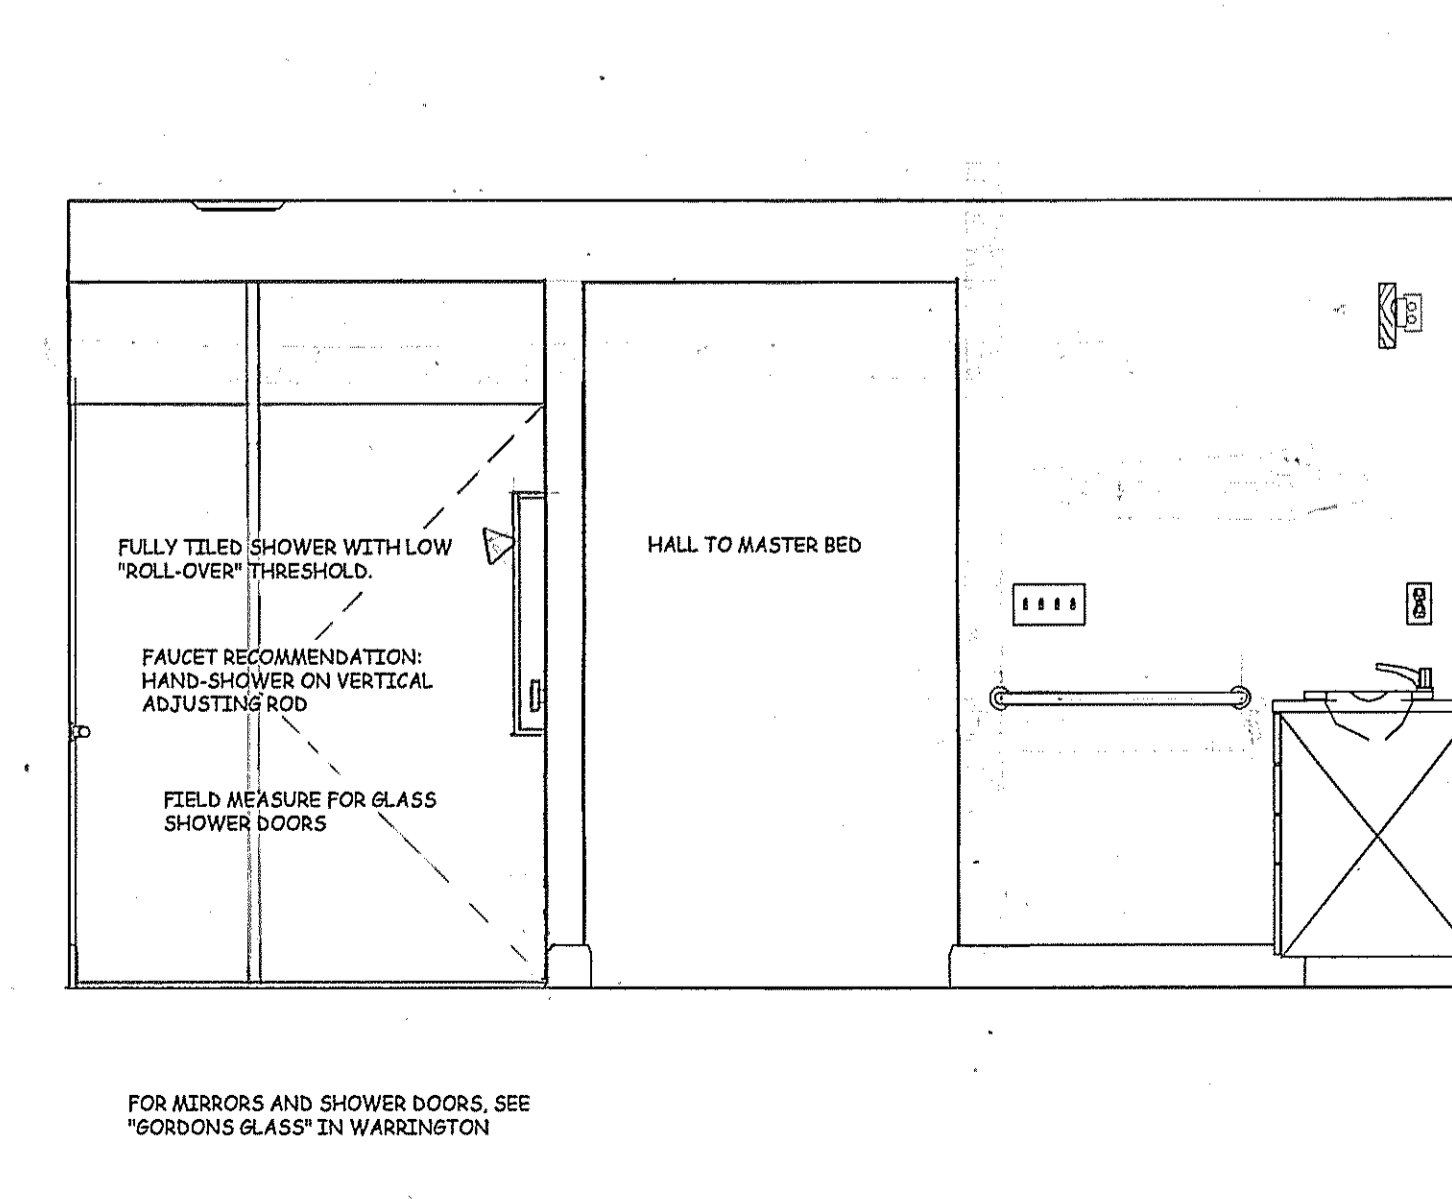 FULLY TILED SHOWER WITH LOW
"ROLL-OVER" THRESHOLD.
HALL TO MASTER BED
FAUCET RECOMMENDATION:
HAND-SHOWER ON VERTICAL
ADJUSTING ROD
FIELD MEASURE FOR GLASS
SHOWER DOORS
FOR MIRRORS AND SHOWER DOORS, SEE
"GORDONS GLASS" IN WARRINGTON